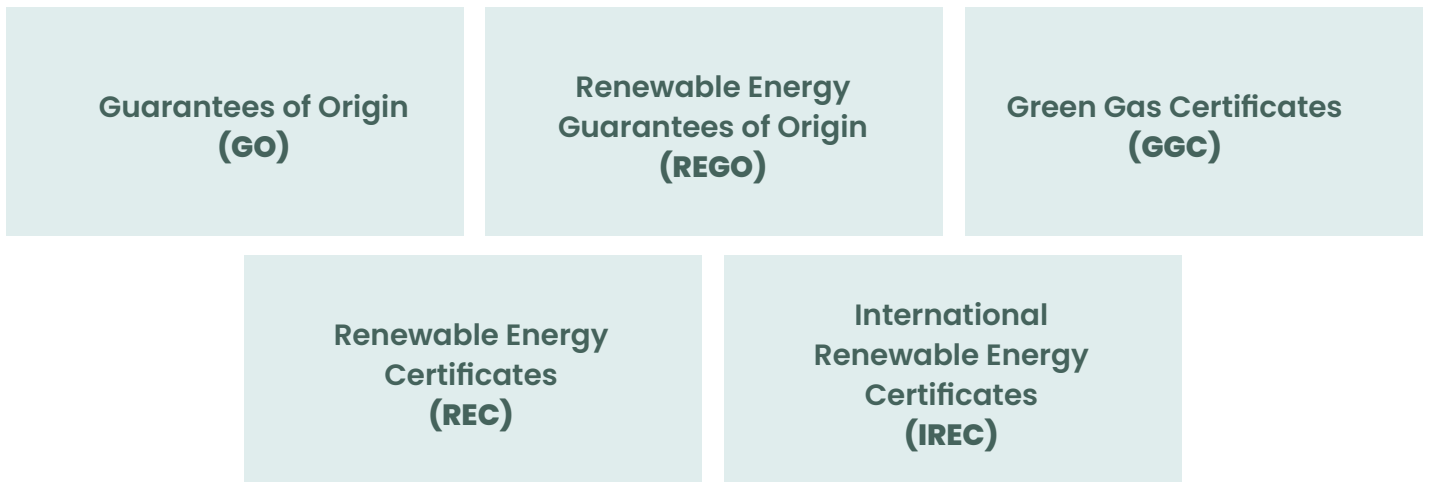 Guarantees of Origin
(GO)
Renewable Energy
Guarantees of Origin
(REGO)
Green Gas Certificates
(GGC)
Renewable Energy
Certificates
(REC)
International
Renewable Energy
Certificates
(IREC)